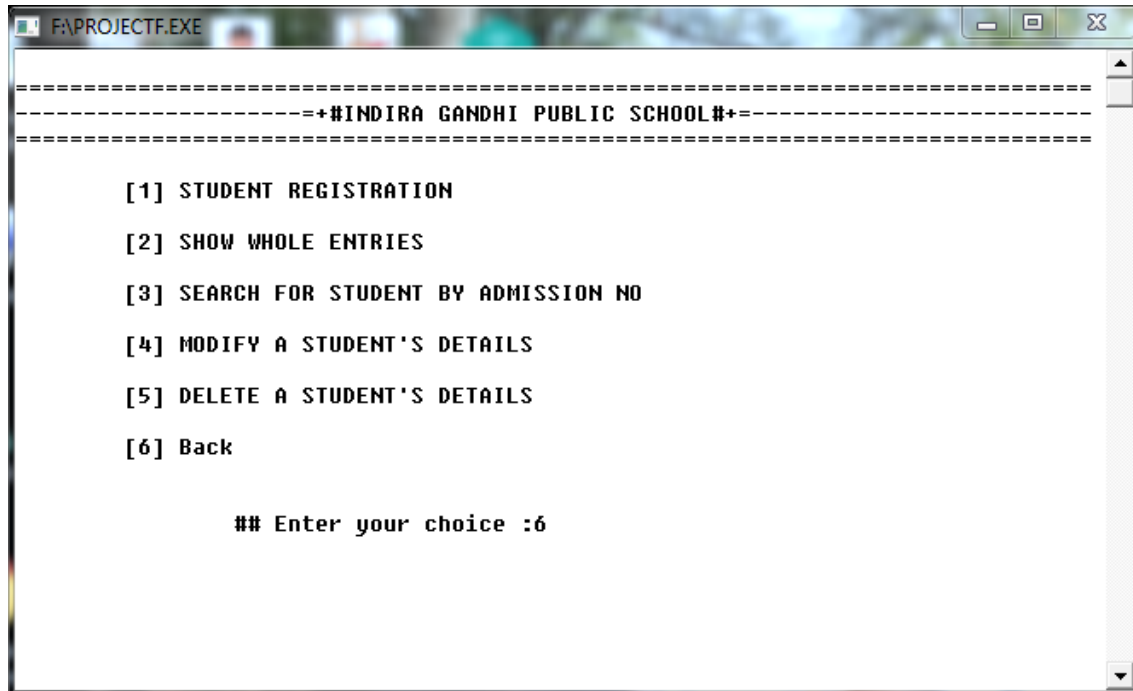 F:\PROJECTF.EXE
================================================================================
---------------------=+#INDIRA GANDHI PUBLIC SCHOOL#+=-------------------------
================================================================================
[1] STUDENT REGISTRATION
[2] SHOW WHOLE ENTRIES
[3] SEARCH FOR STUDENT BY ADMISSION NO
[4] MODIFY A STUDENT'S DETAILS
[5] DELETE A STUDENT'S DETAILS
[6] Back
## Enter your choice :6